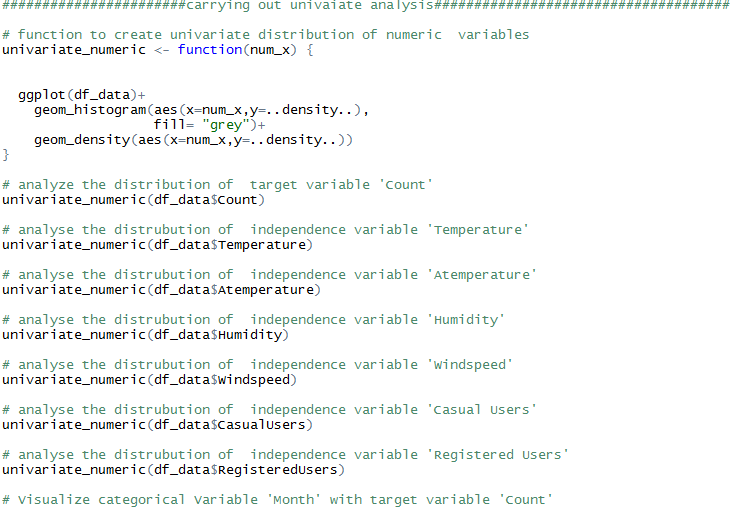 #######################carrying out univaiate analysis#####################################
# function to create univariate distribution of numeric  variables
univariate_numeric <- function(num_x) {
  ggplot(df_data)+
    geom_histogram(aes(x=num_x,y=..density..),
                   fill= "grey")+
    geom_density(aes(x=num_x,y=..density..))
}
# analyze the distribution of  target variable 'Count'
univariate_numeric(df_data$Count)
# analyse the distrubution of  independence variable 'Temperature'
univariate_numeric(df_data$Temperature)
# analyse the distrubution of  independence variable 'Atemperature'
univariate_numeric(df_data$Atemperature)
# analyse the distrubution of  independence variable 'Humidity'
univariate_numeric(df_data$Humidity)
# analyse the distrubution of  independence variable 'Windspeed'
univariate_numeric(df_data$Windspeed)
# analyse the distrubution of  independence variable 'Casual Users'
univariate_numeric(df_data$CasualUsers)
# analyse the distrubution of  independence variable 'Registered Users'
univariate_numeric(df_data$RegisteredUsers)
# Visualize categorical Variable 'Month' with target variable 'Count'